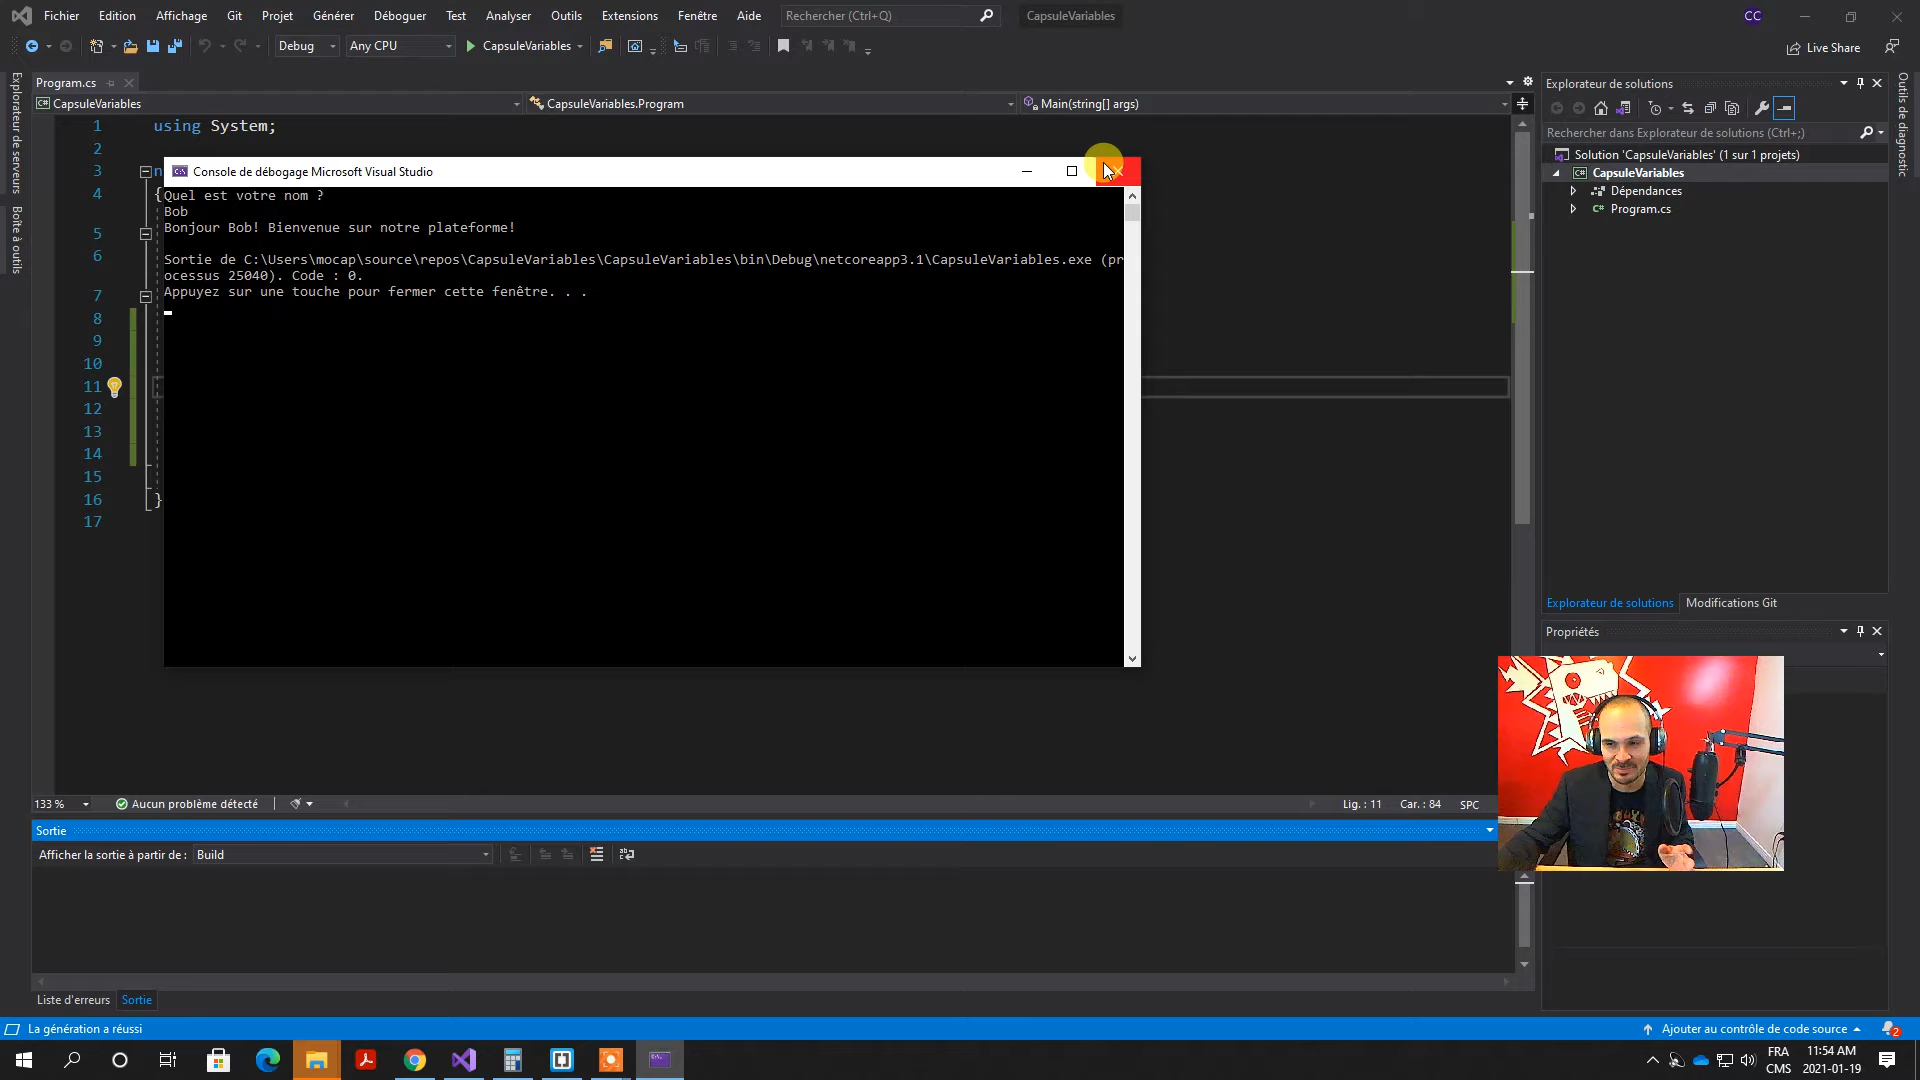 Fichier Edition Affichage Git Projet Générer Déboguer Test Analyser Outils Extensions Fenêtre Aide Rechercher (Ctrl+Q) CapsuleVariables CC
Debug Any CPU CapsuleVariables Live Share
Explorateur de serveurs
Boîte à outils
Program.cs
CapsuleVariables CapsuleVariables.Program Main(string[] args)
1 using System;
2
3 n
4 {
5
6
7
8
9
10
11
12
13
14
15
16 }
17
Console de débogage Microsoft Visual Studio
Quel est votre nom ?
Bob
Bonjour Bob! Bienvenue sur notre plateforme!
Sortie de C:\Users\mocap\source\repos\CapsuleVariables\CapsuleVariables\bin\Debug\netcoreapp3.1\CapsuleVariables.exe (pr
ocessus 25040). Code : 0.
Appuyez sur une touche pour fermer cette fenêtre. . .
Explorateur de solutions
Rechercher dans Explorateur de solutions (Ctrl+;)
Solution 'CapsuleVariables' (1 sur 1 projets)
CapsuleVariables
Dépendances
Program.cs
Outils de diagnostic
Explorateur de solutions Modifications Git
Propriétés
133 % Aucun problème détecté Lig. : 11 Car. : 84 SPC
Sortie
Afficher la sortie à partir de : Build
Liste d'erreurs Sortie
La génération a réussi Ajouter au contrôle de code source 2
FRA
CMS
11:54 AM
2021-01-19